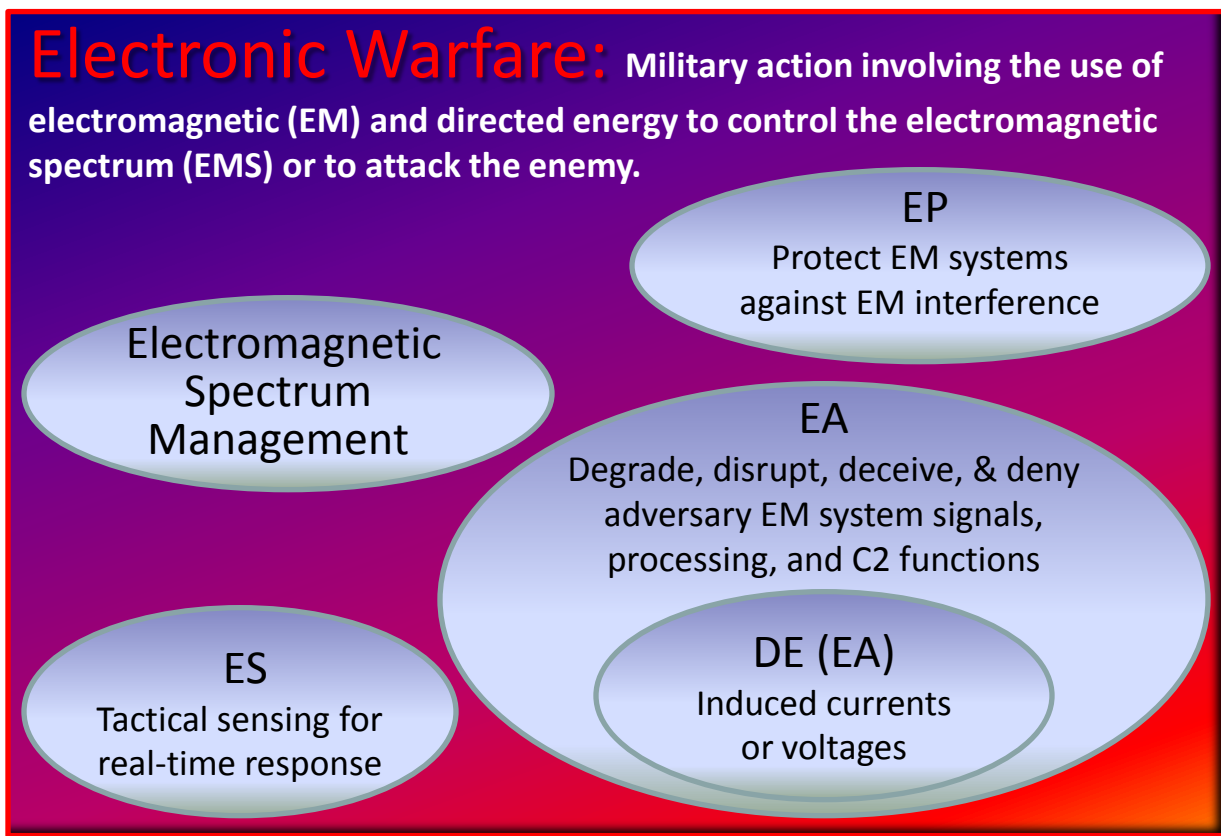 Electronic Warfare: Military action involving the use of
electromagnetic (EM) and directed energy to control the electromagnetic
spectrum (EMS) or to attack the enemy.
EP
Protect EM systems
against EM interference
Electromagnetic
Spectrum
Management
EA
Degrade, disrupt, deceive, & deny
adversary EM system signals,
processing, and C2 functions
ES
Tactical sensing for
real-time response
DE (EA)
Induced currents
or voltages